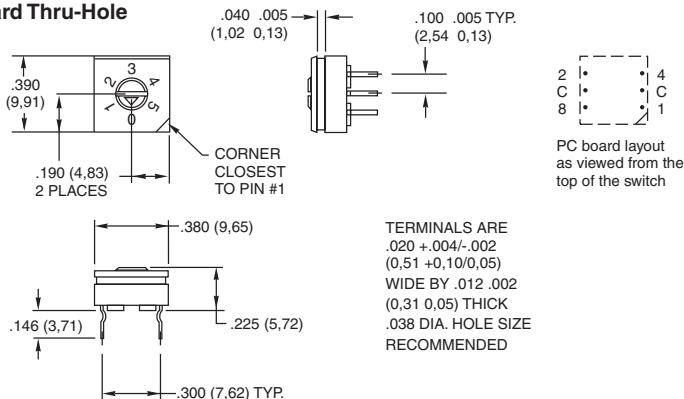 ard Thru-Hole
.040 .005
(1,02 0,13)
.100 .005 TYP.
(2,54 0,13)
.390
(9,91)
0
1
2
3
4
5
.190 (4,83)
2 PLACES
CORNER
CLOSEST
TO PIN #1
2 4
C C
8 1
PC board layout
as viewed from the
top of the switch
.380 (9,65)
.225 (5,72)
.146 (3,71)
.300 (7,62) TYP.
TERMINALS ARE
.020 +.004/-.002
(0,51 +0,10/0,05)
WIDE BY .012 .002
(0,31 0,05) THICK
.038 DIA. HOLE SIZE
RECOMMENDED